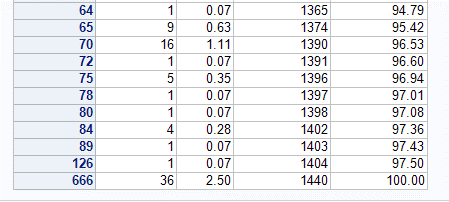 64 1 0.07 1365 94.79
65 9 0.63 1374 95.42
70 16 1.11 1390 96.53
72 1 0.07 1391 96.60
75 5 0.35 1396 96.94
78 1 0.07 1397 97.01
80 1 0.07 1398 97.08
84 4 0.28 1402 97.36
89 1 0.07 1403 97.43
126 1 0.07 1404 97.50
666 36 2.50 1440 100.00